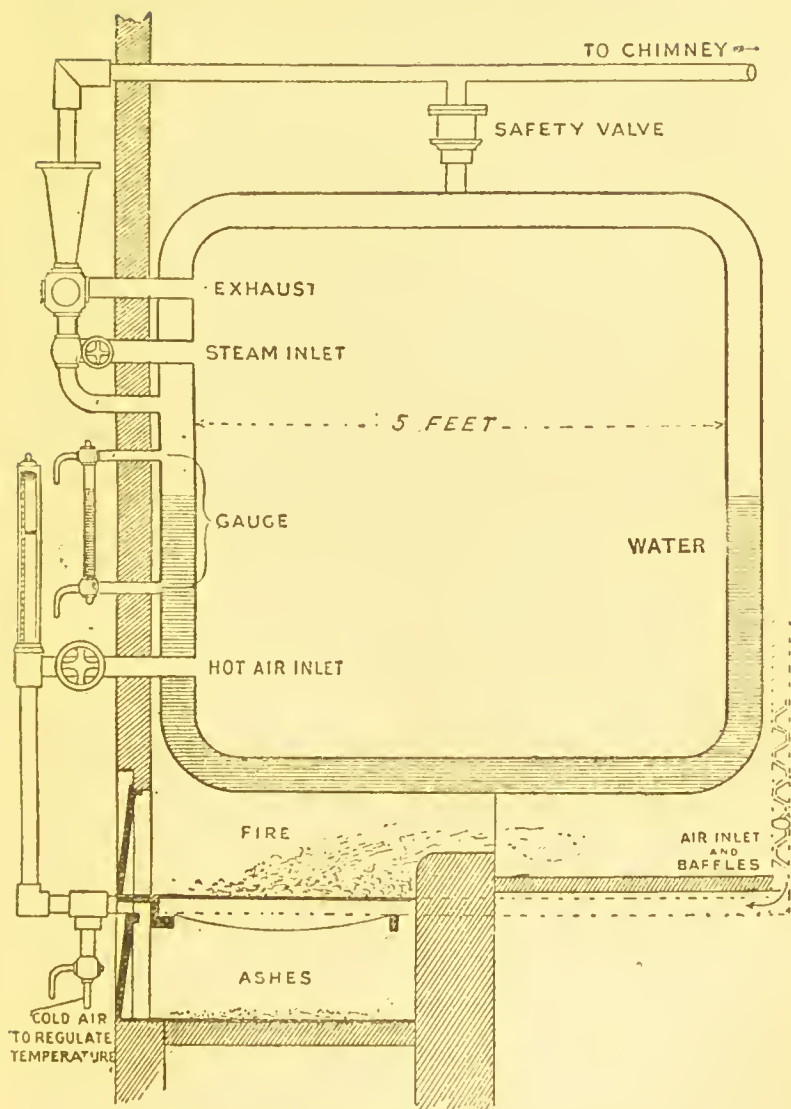 TO CHIMNEY
SAFETY VALVE
EXHAUST
STEAM INLET
5 FEET
GAUGE
WATER
HOT AIR INLET
FIRE
AIR INLET
AND
BAFFLES
ASHES
COLD AIR
TO REGULATE
TEMPERATURE